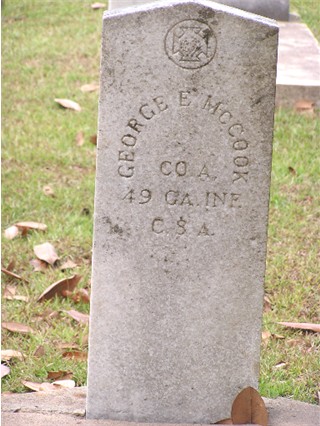 GEORGE E McCOOK
CO. A.
49 GA. INF.
C. S. A.